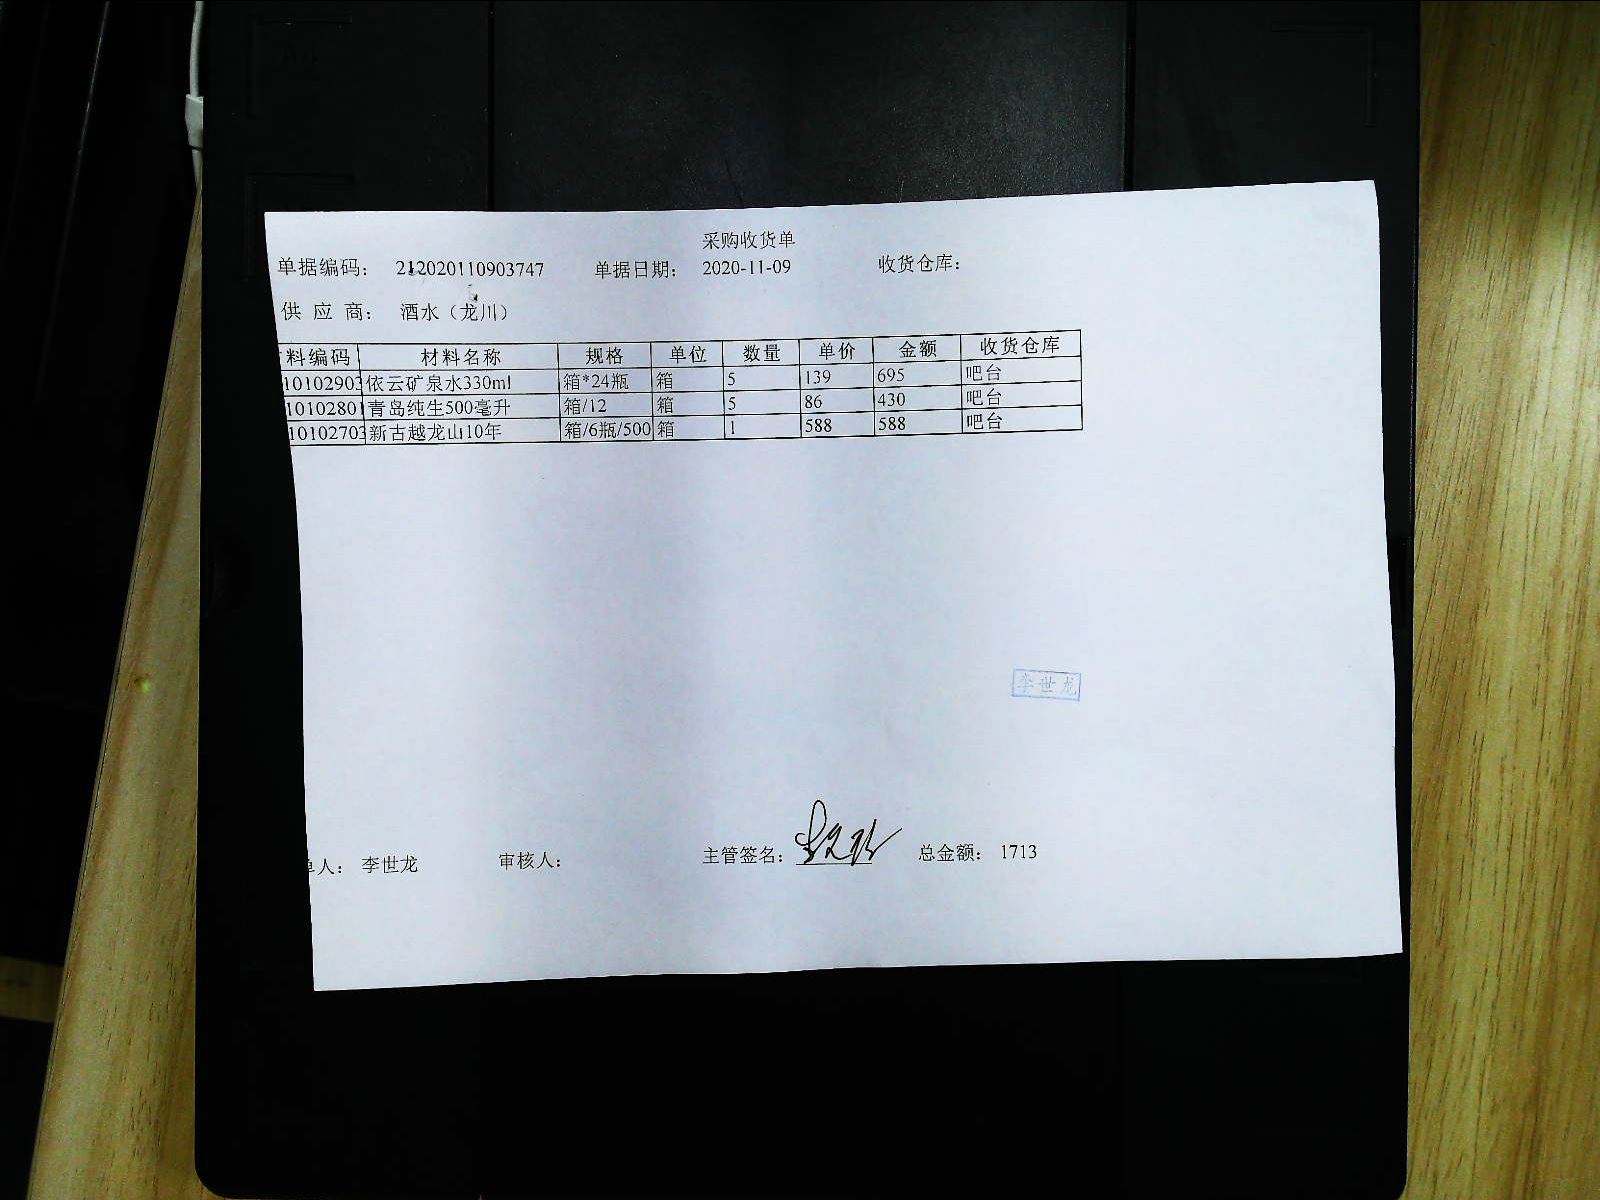 采购收货单
单据编码： 212020110903747 单据日期： 2020-11-09 收货仓库：
供 应 商： 酒水（龙川）
料编码 材料名称 规格 单位 数量 单价 金额 收货仓库
10102903 依云矿泉水330ml 箱*24瓶 箱 5 139 695 吧台
10102801 青岛纯生500毫升 箱/12 箱 5 86 430 吧台
10102703 新古越龙山10年 箱/6瓶/500 箱 1 588 588 吧台
李世龙
单人： 李世龙 审核人： 主管签名： 总金额： 1713